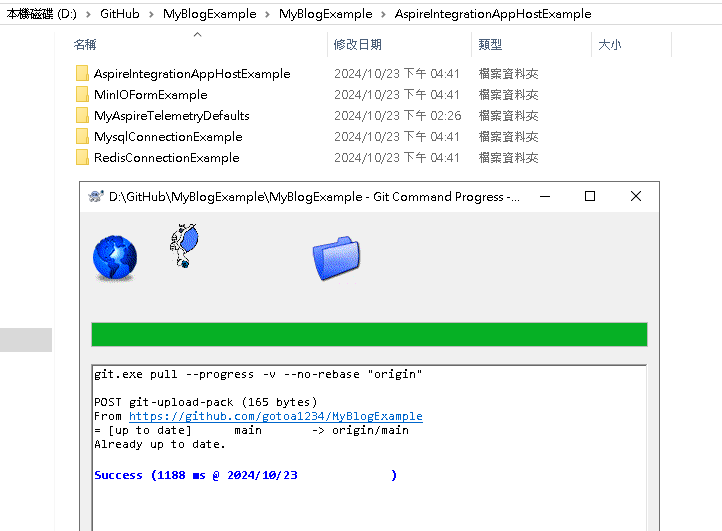 本機磁碟 (D:) > GitHub > MyBlogExample > MyBlogExample > AspireIntegrationAppHostExample
名稱 修改日期 類型 大小
AspireIntegrationAppHostExample 2024/10/23 下午 04:41 檔案資料夾
MinIOFormExample 2024/10/23 下午 04:41 檔案資料夾
MyAspireTelemetryDefaults 2024/10/23 下午 02:26 檔案資料夾
MysqlConnectionExample 2024/10/23 下午 04:41 檔案資料夾
RedisConnectionExample 2024/10/23 下午 04:41 檔案資料夾
D:\GitHub\MyBlogExample\MyBlogExample - Git Command Progress -...
git.exe pull --progress -v --no-rebase "origin"
POST git-upload-pack (165 bytes)
From https://github.com/gotoa1234/MyBlogExample
= [up to date] main -> origin/main
Already up to date.
Success (1188 ms @ 2024/10/23 )